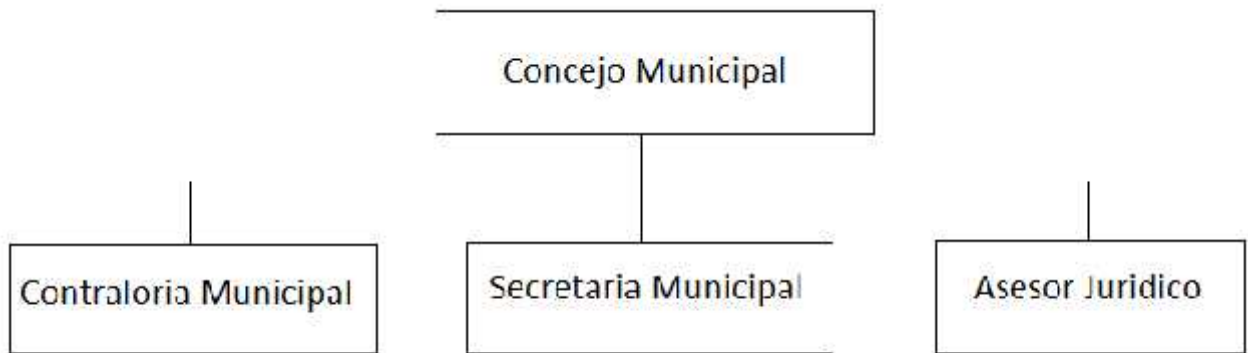 Concejo Municipal
Contraloria Municipal
Secretaria Municipal
Asesor Juridico